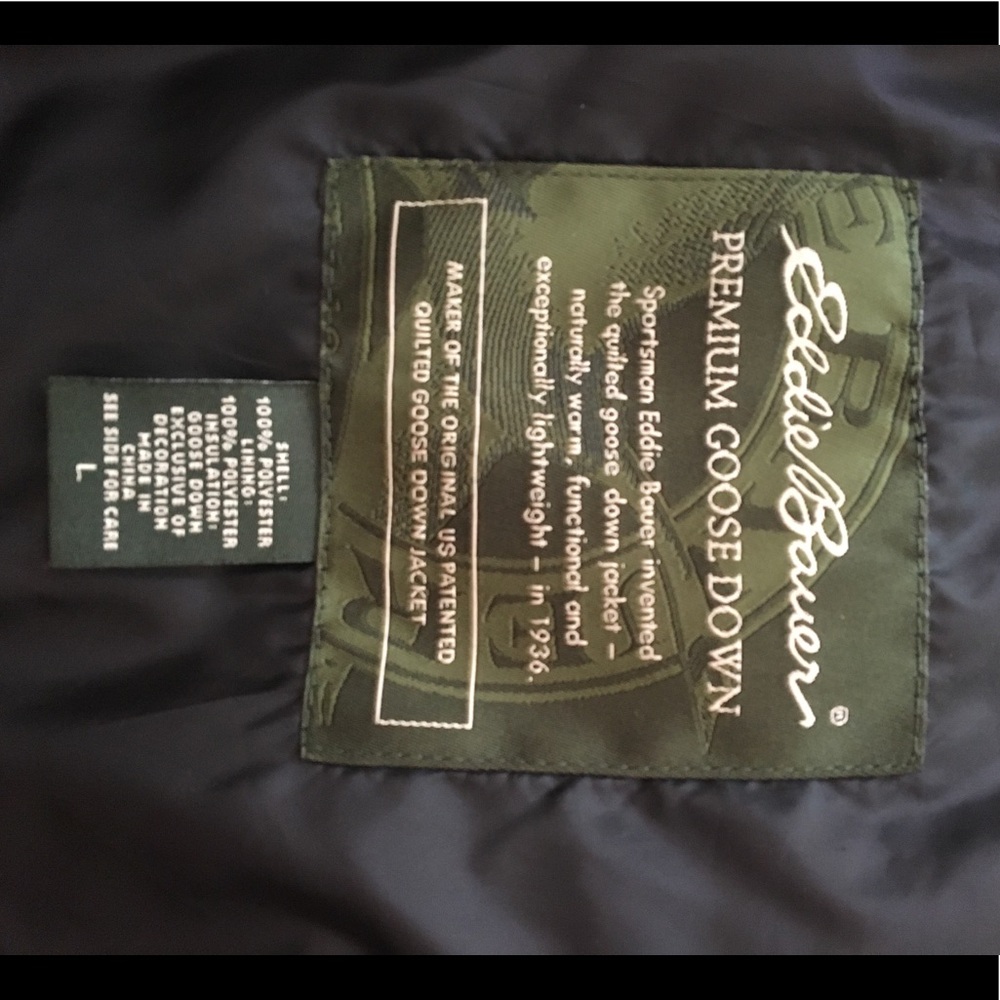 Eddie Bauer®
PREMIUM GOOSE DOWN
Sportsman Eddie Bauer invented
the quilted goose down jacket –
naturally warm, functional and
exceptionally lightweight – in 1936.
MAKER OF THE ORIGINAL US PATENTED
QUILTED GOOSE DOWN JACKET
SHELL:
100% POLYESTER
LINING:
100% POLYESTER
INSULATION:
GOOSE DOWN
EXCLUSIVE OF
DECORATION
MADE IN
CHINA
SEE SIDE FOR CARE
L